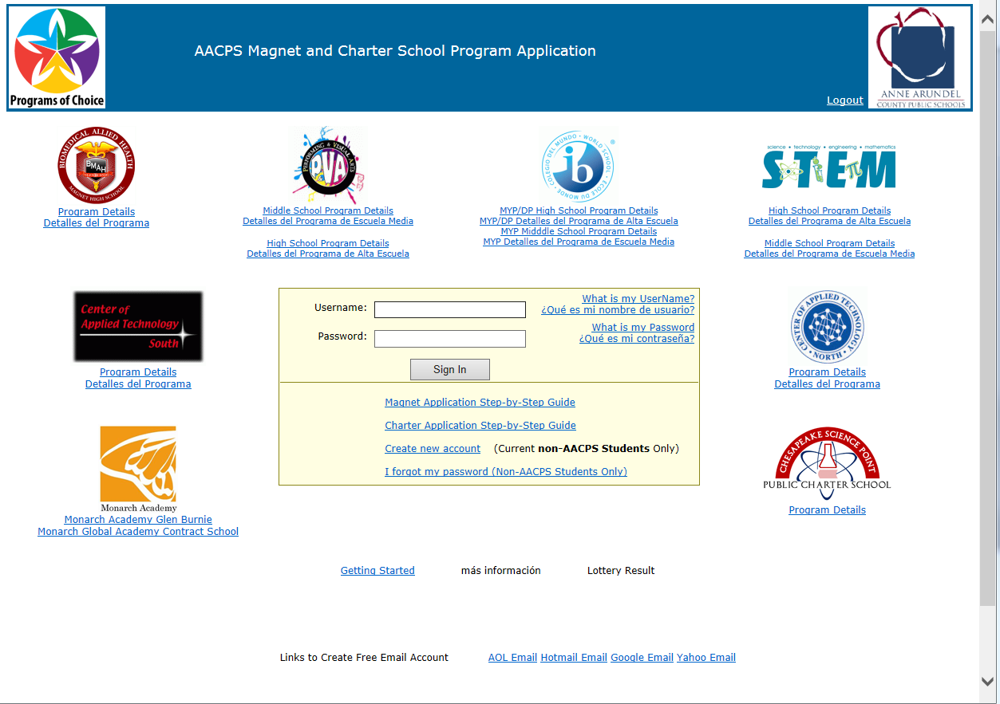 AACPS Magnet and Charter School Program Application
Programs of Choice
Logout
ANNE ARUNDEL
COUNTY PUBLIC SCHOOLS
BIOMEDICAL ALLIED HEALTH
BMAH
MAGNET HIGH SCHOOL
Program Details
Detalles del Programa
PERFORMING & VISUAL ARTS
PVA
Middle School Program Details
Detalles del Programa de Escuela Media
High School Program Details
Detalles del Programa de Alta Escuela
COLEGIO DEL MUNDO • WORLD SCHOOL • ECOLE DU MONDE
ib
®
MYP/DP High School Program Details
MYP/DP Detalles del Programa de Alta Escuela
MYP Midddle School Program Details
MYP Detalles del Programa de Escuela Media
science • technology • engineering • mathematics
STEM
π
High School Program Details
Detalles del Programa de Alta Escuela
Middle School Program Details
Detalles del Programa de Escuela Media
Center of
Applied Technology
South
Program Details
Detalles del Programa
Username:
What is my UserName?
¿Qué es mi nombre de usuario?
Password:
What is my Password
¿Qué es mi contraseña?
Sign In
Magnet Application Step-by-Step Guide
Charter Application Step-by-Step Guide
Create new account (Current non-AACPS Students Only)
I forgot my password (Non-AACPS Students Only)
CENTER OF APPLIED TECHNOLOGY
• NORTH •
Program Details
Detalles del Programa
Monarch Academy
Monarch Academy Glen Burnie
Monarch Global Academy Contract School
CHESAPEAKE SCIENCE POINT
PUBLIC CHARTER SCHOOL
Program Details
Getting Started
más información
Lottery Result
Links to Create Free Email Account
AOL Email Hotmail Email Google Email Yahoo Email